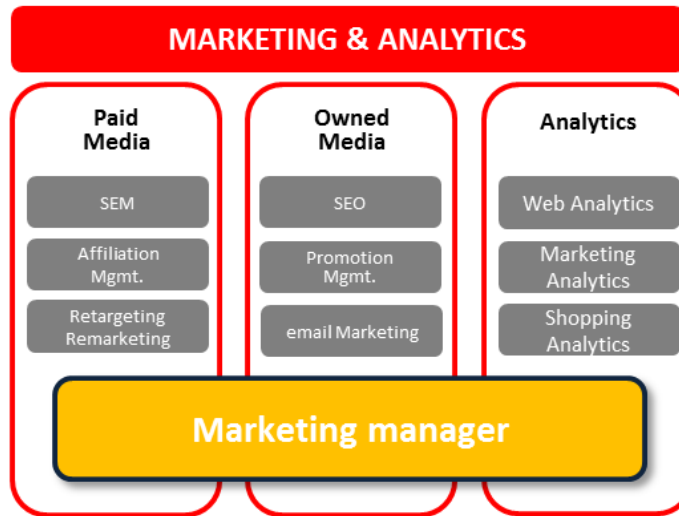 MARKETING & ANALYTICS
Paid
Media
SEM
Affiliation
Mgmt.
Retargeting
Remarketing
Owned
Media
SEO
Promotion
Mgmt.
email Marketing
Analytics
Web Analytics
Marketing
Analytics
Shopping
Analytics
Marketing manager